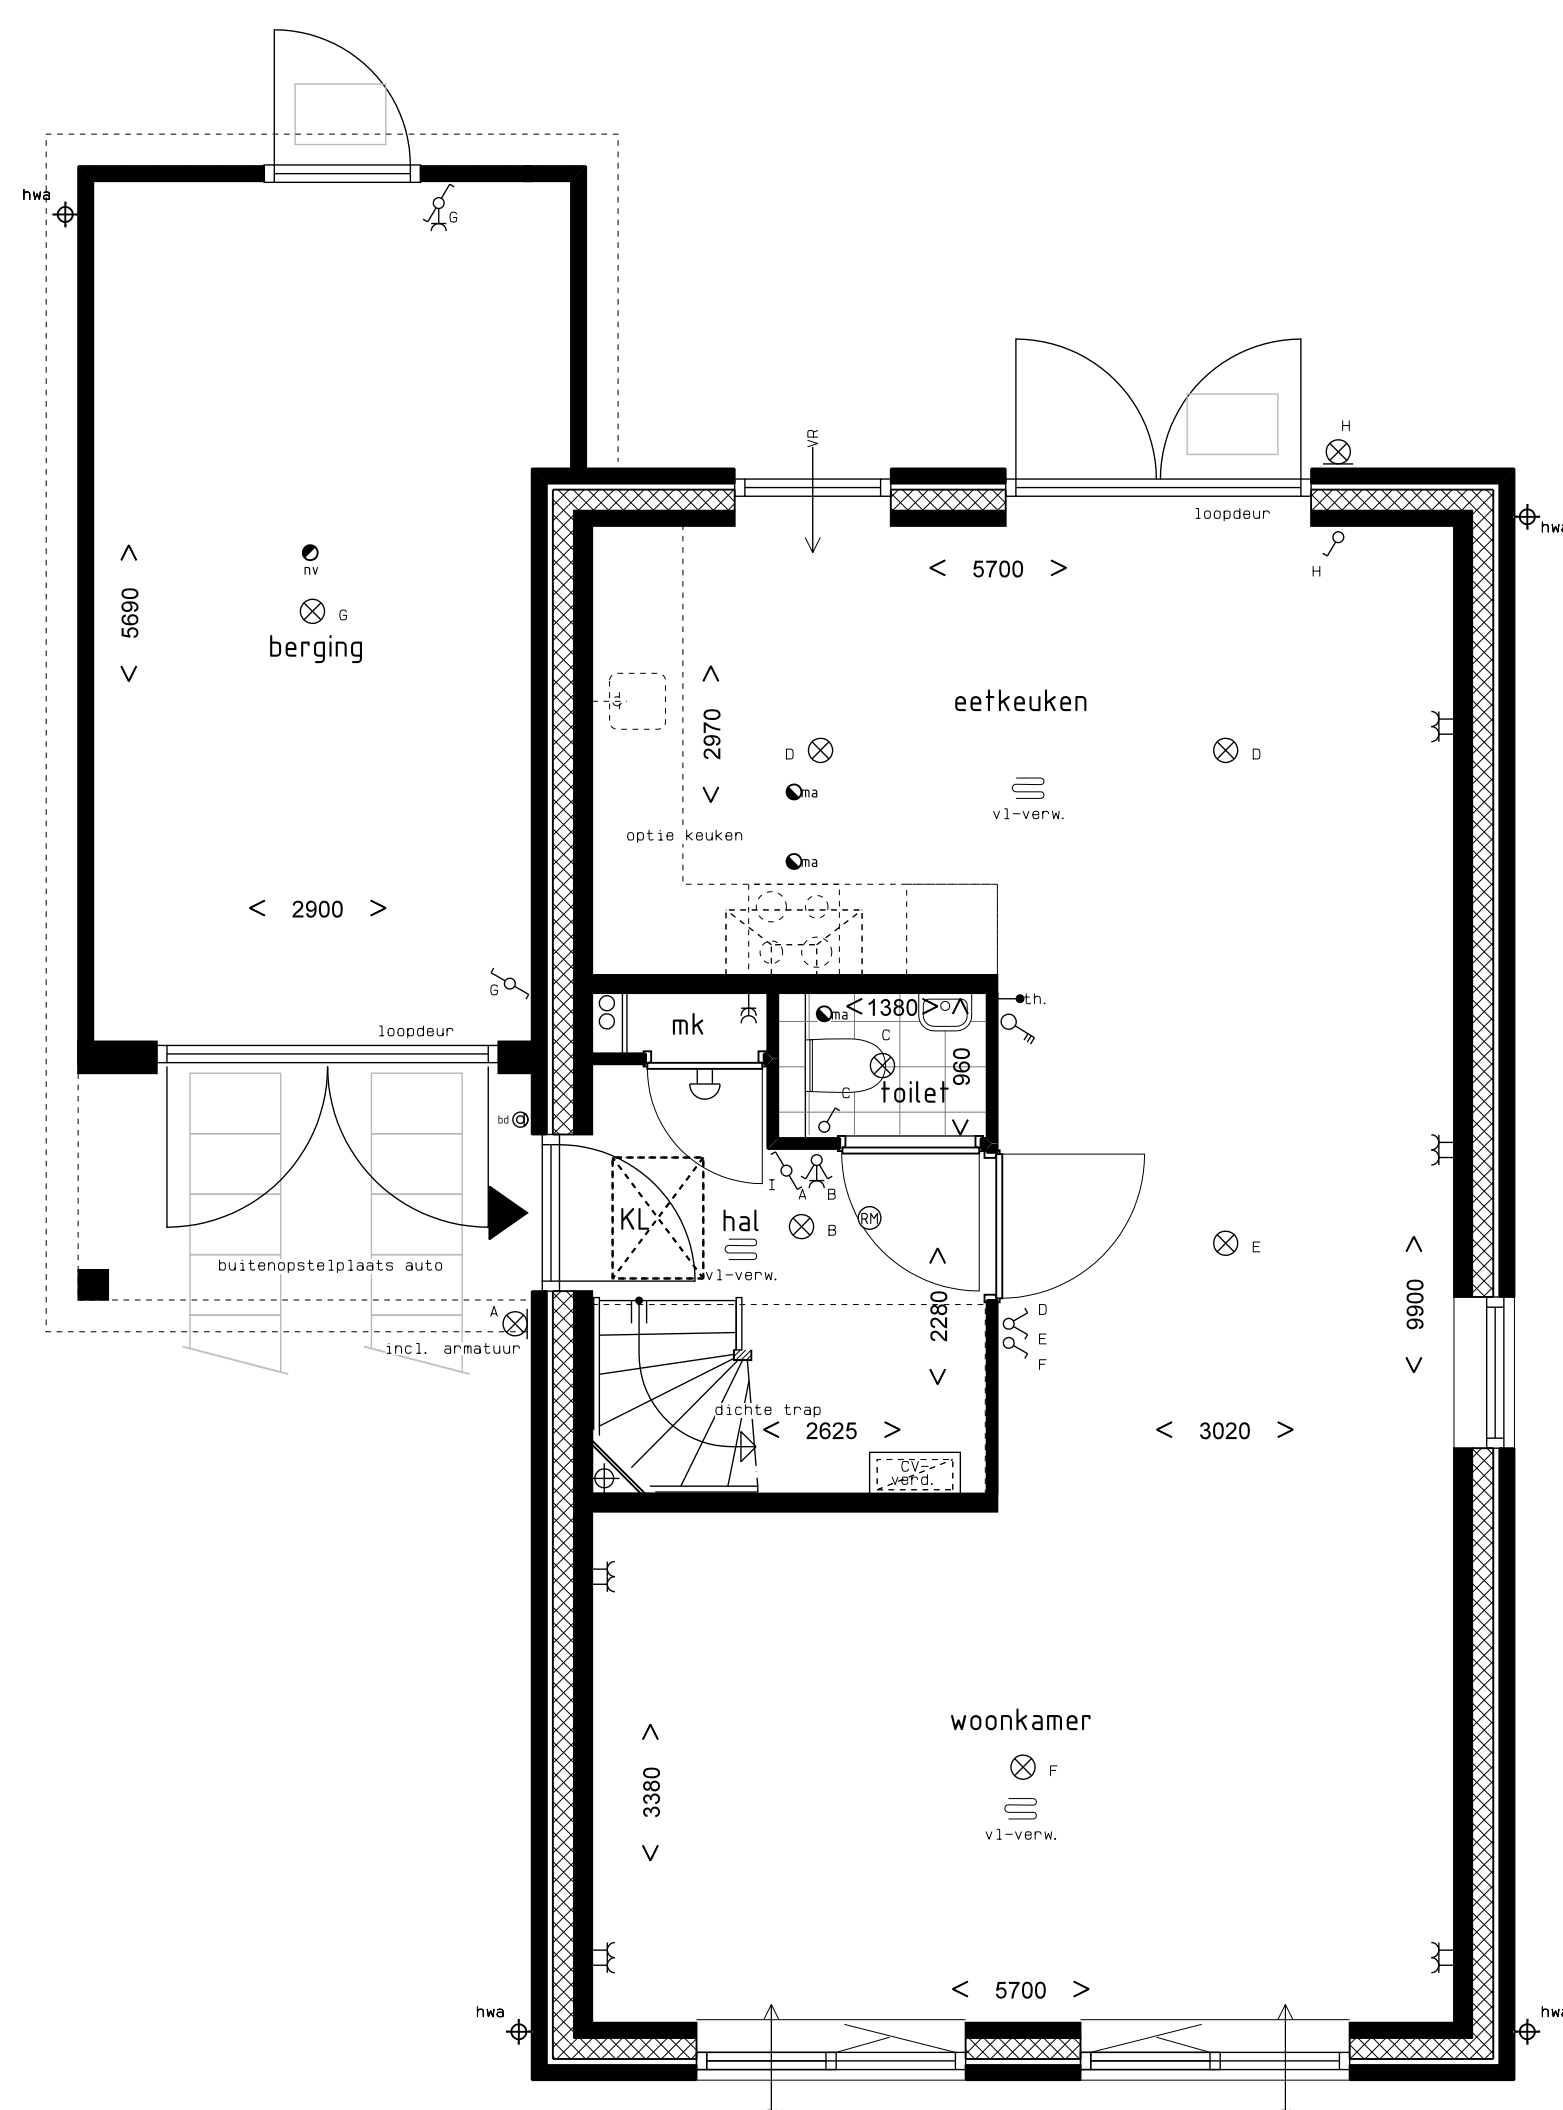 hwa
G
VR
H
loopdeur
hwa
H
5700
nv
G
5690
berging
eetkeuken
2970
D
D
ma
vl-verw.
optie keuken
ma
2900
G
loopdeur
mk
ma
1380
th.
C
960
C
toilet
bd
I
A
B
KL
hal
B
RM
vl-verw.
E
buitenopstelplaats auto
A
incl. armatuur
2280
D
E
F
9900
dichte trap
2625
3020
CV-
verd.
woonkamer
F
3380
vl-verw.
5700
hwa
hwa